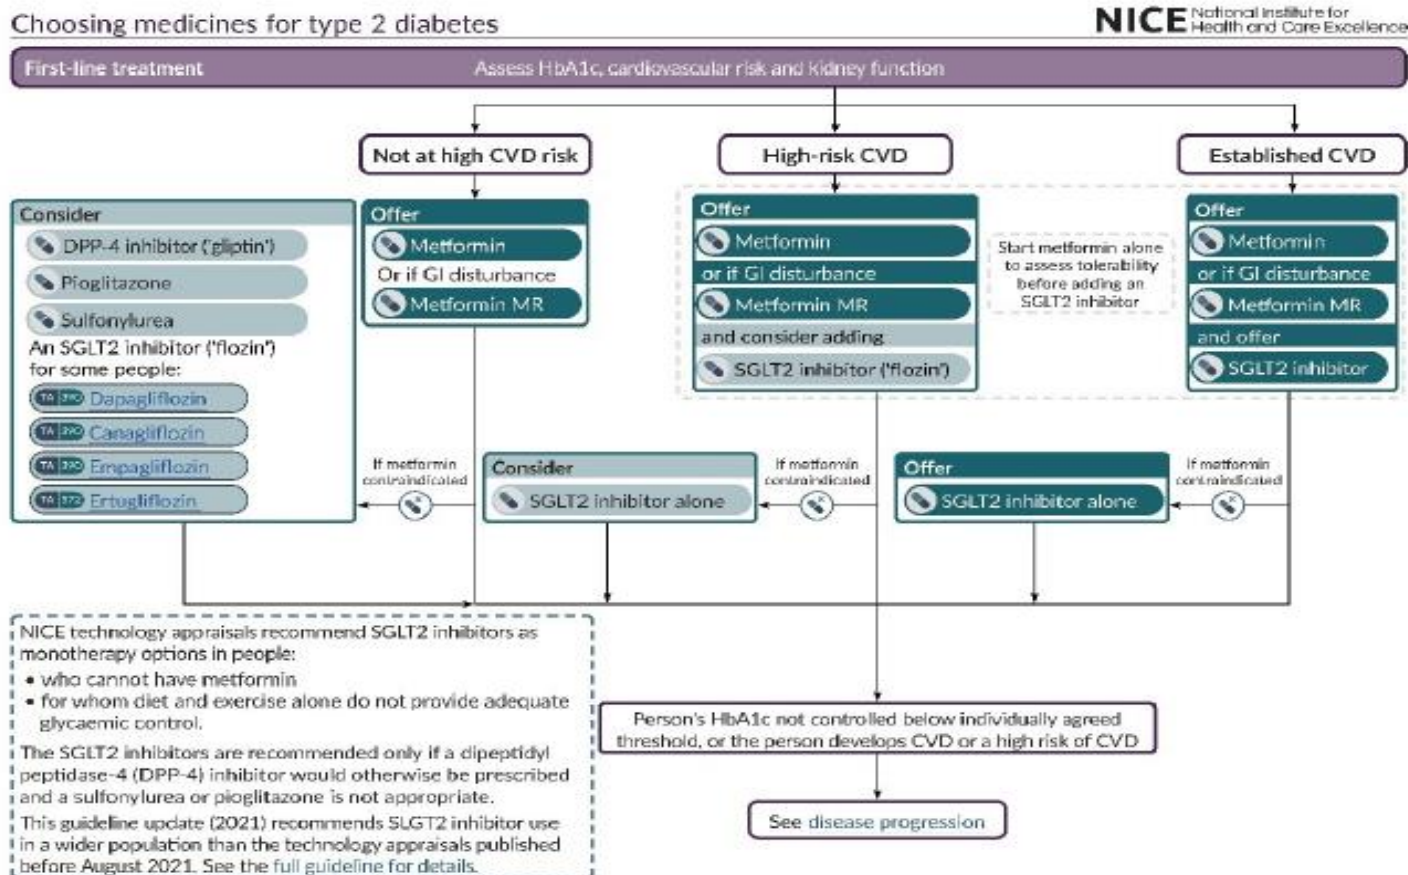 Choosing medicines for type 2 diabetes
NICE National Institute for
Health and Care Excellence
First-line treatment
Assess HbA1c, cardiovascular risk and kidney function
Not at high CVD risk
High-risk CVD
Established CVD
Consider
DPP-4 inhibitor ('gliptin')
Pioglitazone
Sulfonylurea
An SGLT2 inhibitor ('flozin')
for some people:
TA 390 Dapagliflozin
TA 390 Canagliflozin
TA 390 Empagliflozin
TA 572 Ertugliflozin
Offer
Metformin
Or if GI disturbance
Metformin MR
Offer
Metformin
or if GI disturbance
Metformin MR
and consider adding
SGLT2 inhibitor ('flozin')
Start metformin alone
to assess tolerability
before adding an
SGLT2 inhibitor
Offer
Metformin
or if GI disturbance
Metformin MR
and offer
SGLT2 inhibitor
If metformin
contraindicated
Consider
SGLT2 inhibitor alone
If metformin
contraindicated
Offer
SGLT2 inhibitor alone
If metformin
contraindicated
NICE technology appraisals recommend SGLT2 inhibitors as
monotherapy options in people:
• who cannot have metformin
• for whom diet and exercise alone do not provide adequate
glycaemic control.
The SGLT2 inhibitors are recommended only if a dipeptidyl
peptidase-4 (DPP-4) inhibitor would otherwise be prescribed
and a sulfonylurea or pioglitazone is not appropriate.
This guideline update (2021) recommends SLGT2 inhibitor use
in a wider population than the technology appraisals published
before August 2021. See the full guideline for details.
Person's HbA1c not controlled below individually agreed
threshold, or the person develops CVD or a high risk of CVD
See disease progression